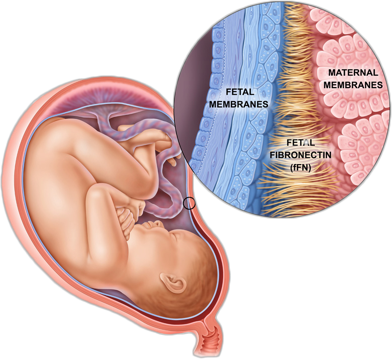 FETAL
MEMBRANES
MATERNAL
MEMBRANES
FETAL
FIBRONECTIN
(fFN)